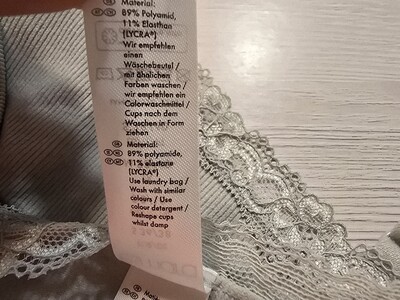 Material:
89% Polyamid,
11% Elasthan
(LYCRA®)
Wir empfehlen
einen
Wäschebeutel /
mit ähnlichen
Farben waschen /
wir empfehlen ein
Colorwaschmittel /
Cups nach dem
Waschen in Form
ziehen
Material:
89% polyamide,
11% elastane
(LYCRA®)
Use laundry bag /
Wash with similar
colours / Use
colour detergent /
Reshape cups
whilst damp